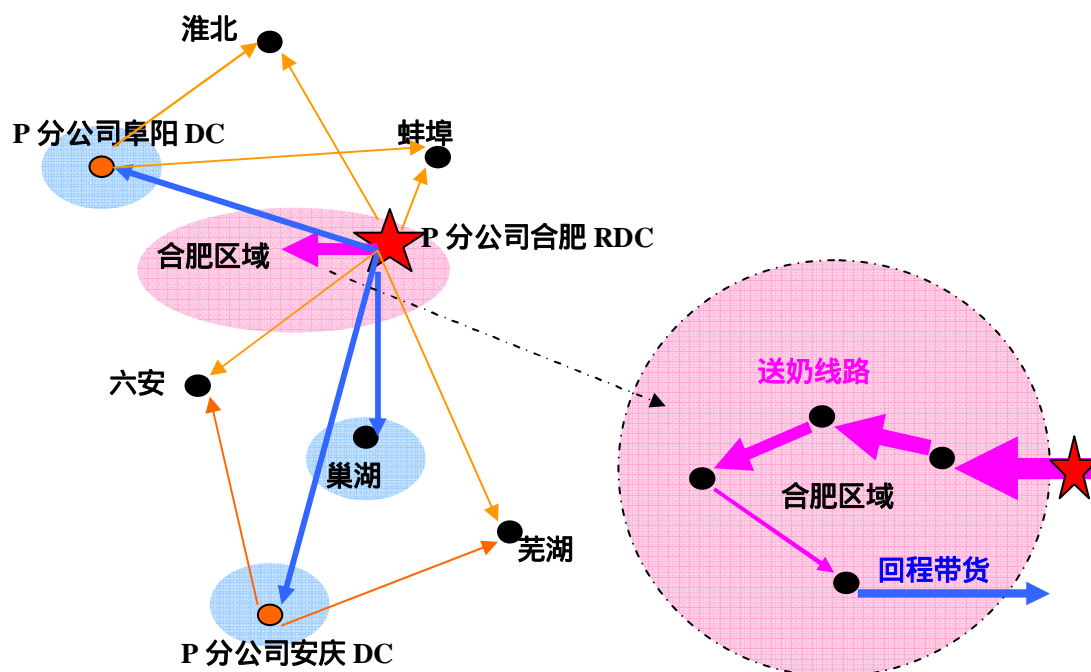 淮北
P 分公司阜阳 DC
蚌埠
P 分公司合肥 RDC
合肥区域
六安
巢湖
芜湖
P 分公司安庆 DC
送奶线路
合肥区域
回程带货